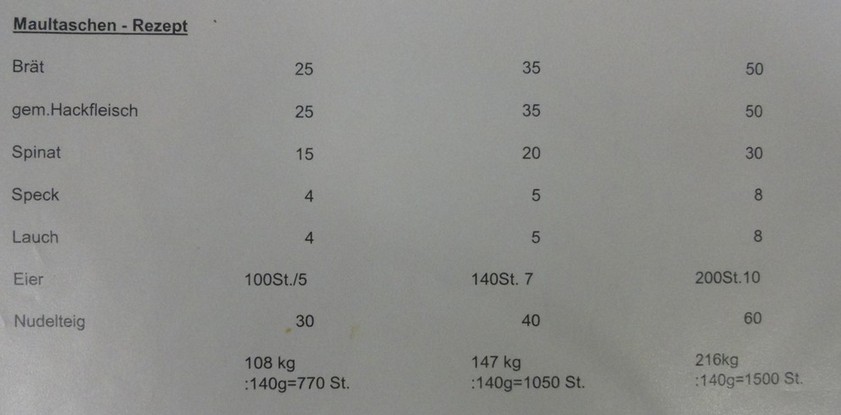 Maultaschen - Rezept
Brät 25 35 50
gem.Hackfleisch 25 35 50
Spinat 15 20 30
Speck 4 5 8
Lauch 4 5 8
Eier 100St./5 140St. 7 200St.10
Nudelteig 30 40 60
108 kg 147 kg 216kg
:140g=770 St. :140g=1050 St. :140g=1500 St.